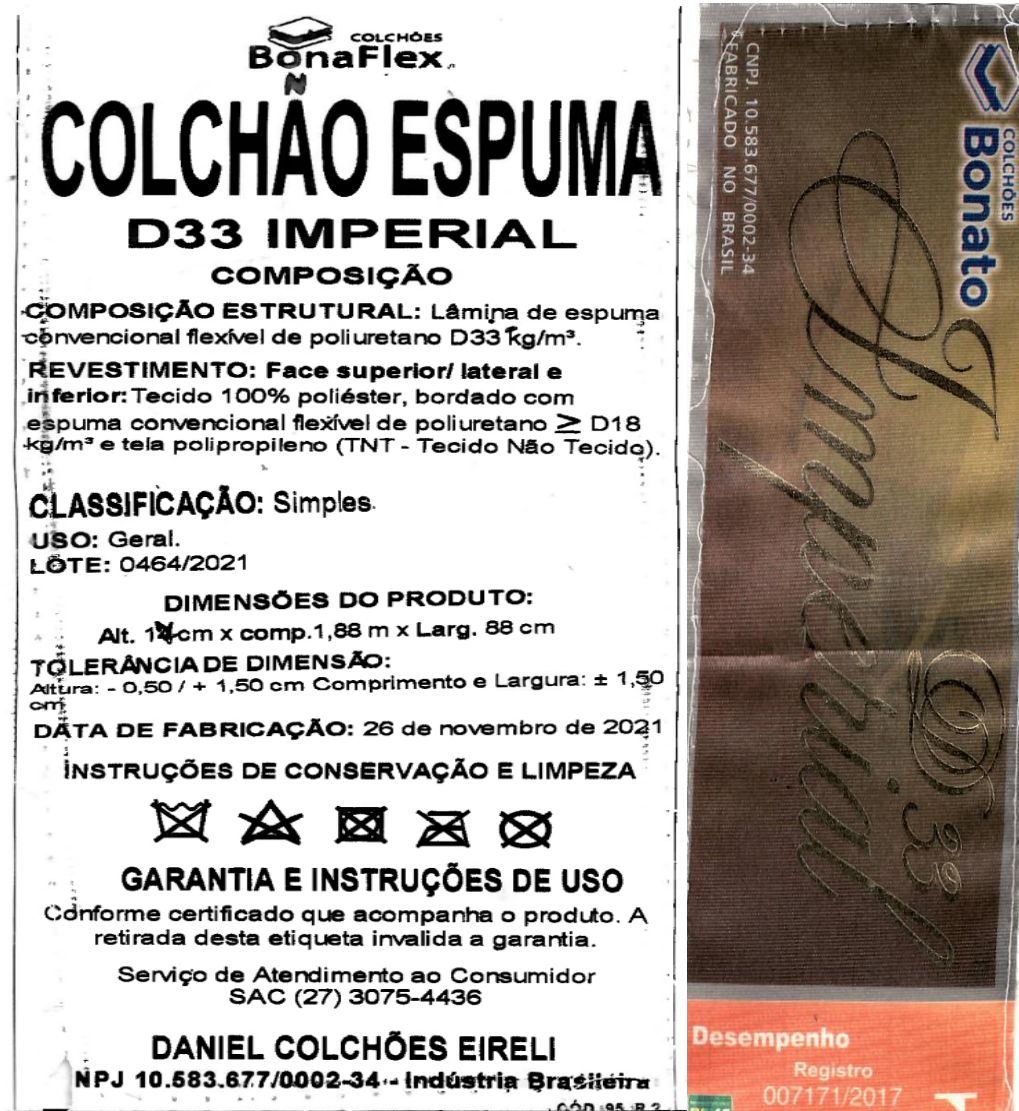 COLCHÕES
BonaFlex
COLCHÃO ESPUMA
D33 IMPERIAL
COMPOSIÇÃO
COMPOSIÇÃO ESTRUTURAL: Lâmina de espuma
convencional flexível de poliuretano D33 kg/m³.
REVESTIMENTO: Face superior/ lateral e
inferior: Tecido 100% poliéster, bordado com
espuma convencional flexível de poliuretano ≥ D18
kg/m³ e tela polipropileno (TNT - Tecido Não Tecido).
CLASSIFICAÇÃO: Simples.
USO: Geral.
LOTE: 0464/2021
DIMENSÕES DO PRODUTO:
Alt. cm x comp.1,88 m x Larg. 88 cm
TOLERÂNCIA DE DIMENSÃO:
Altura: - 0,50 / + 1,50 cm Comprimento e Largura: ± 1,50
cm
DATA DE FABRICAÇÃO: 26 de novembro de 2021
INSTRUÇÕES DE CONSERVAÇÃO E LIMPEZA
GARANTIA E INSTRUÇÕES DE USO
Conforme certificado que acompanha o produto. A
retirada desta etiqueta invalida a garantia.
Serviço de Atendimento ao Consumidor
SAC (27) 3075-4436
DANIEL COLCHÕES EIRELI
NPJ 10.583.677/0002-34 - Indústria Brasileira
CÓD. 95 R.2
COLCHÕES
Bonato
Imperial
D.33
CNPJ. 10.583.677/0002-34
FABRICADO NO BRASIL
Desempenho
Registro
007171/2017